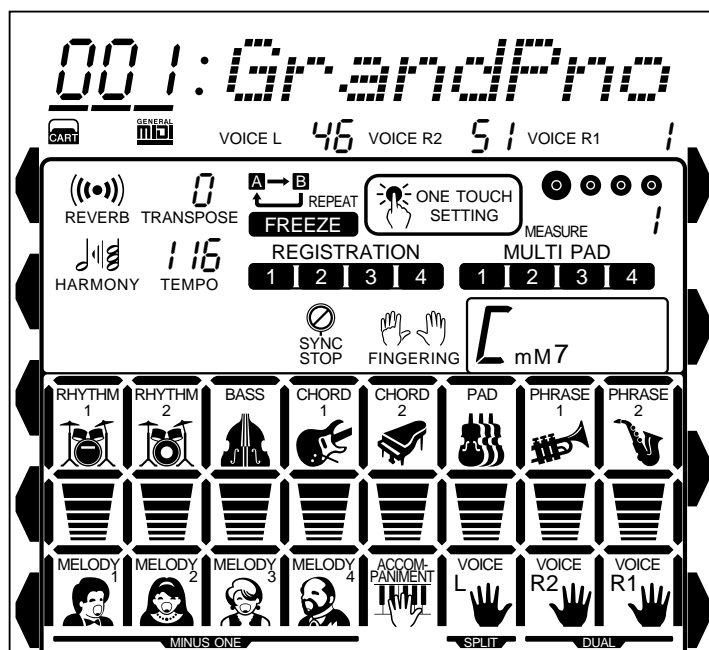 001:GrandPno
CART GENERAL MIDI VOICE L 46 VOICE R2 51 VOICE R1 1
REVERB
0 TRANSPOSE
A B REPEAT
FREEZE
ONE TOUCH
SETTING
MEASURE 1
HARMONY
116
TEMPO
REGISTRATION
1 2 3 4
MULTI PAD
1 2 3 4
SYNC
STOP
FINGERING
C mM7
RHYTHM 1
RHYTHM 2
BASS
CHORD 1
CHORD 2
PAD
PHRASE 1
PHRASE 2
MELODY 1
MELODY 2
MELODY 3
MELODY 4
ACCOM-
PANIMENT
VOICE L
VOICE R2
VOICE R1
MINUS ONE SPLIT DUAL